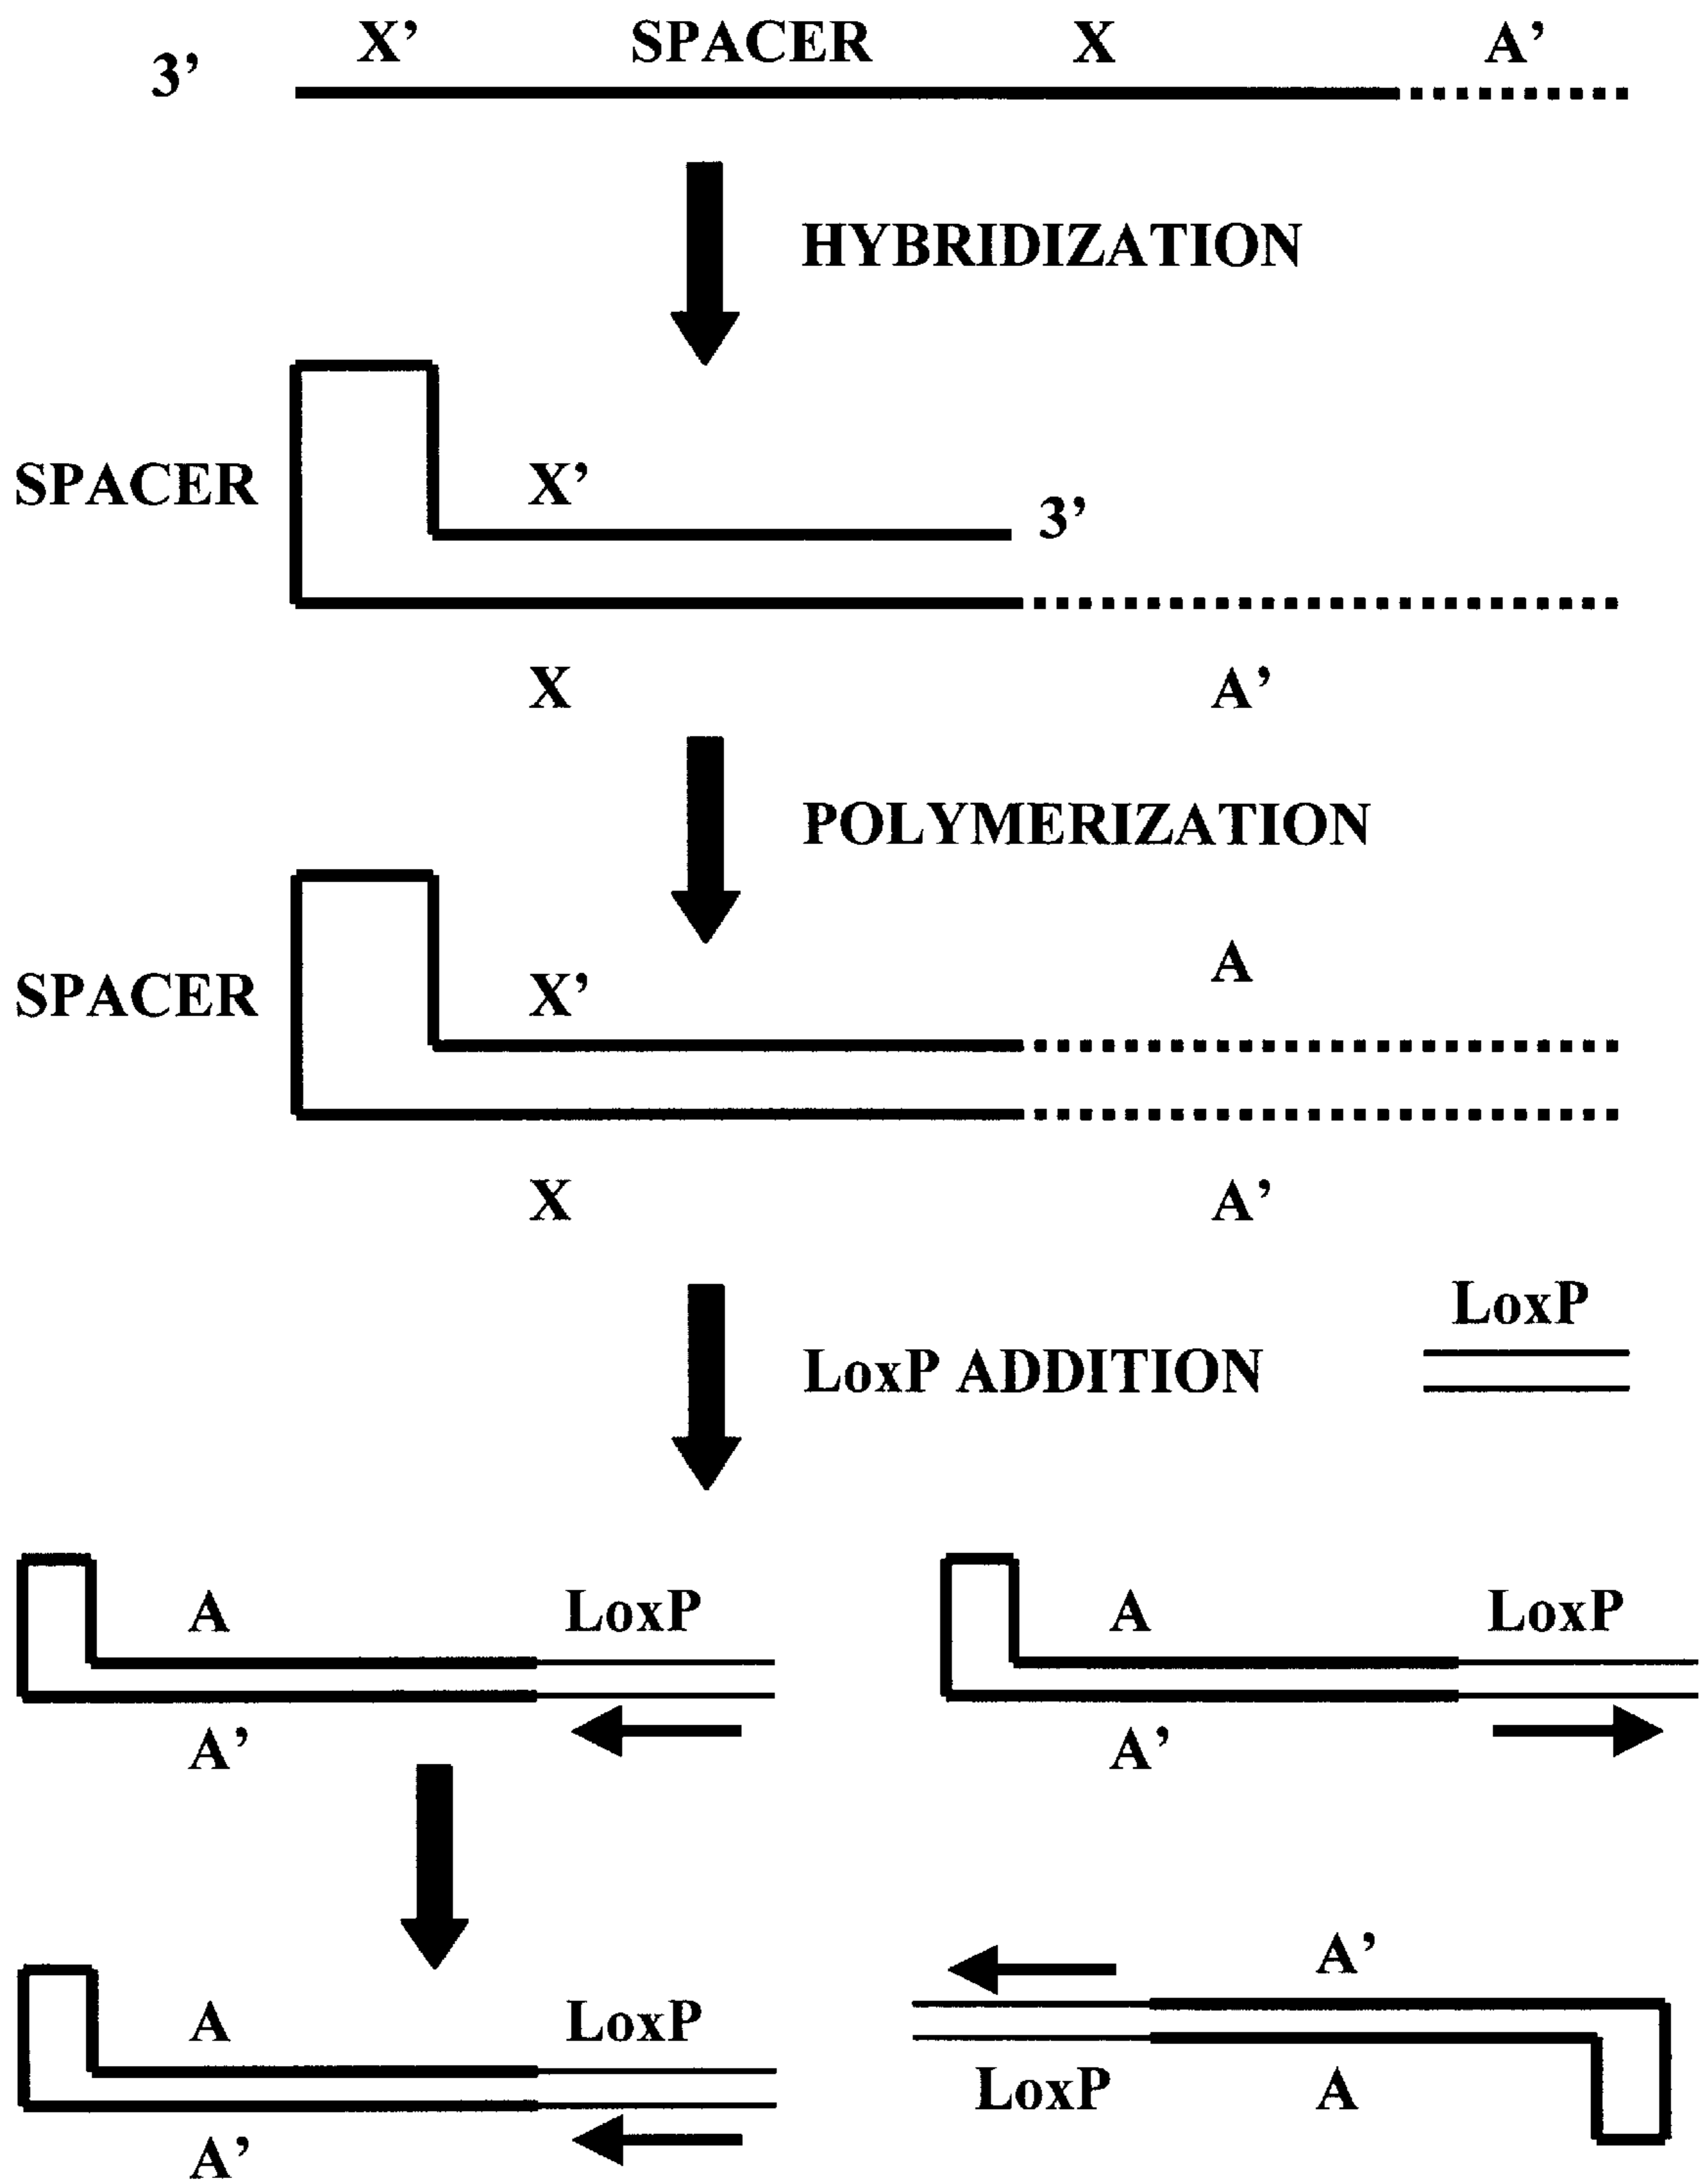 3’ X’ SPACER X A’
HYBRIDIZATION
SPACER X’ 3’
X A’
POLYMERIZATION
A
SPACER X’
X A’
LoxP
LoxP ADDITION
A LoxP A LoxP
A’ A’
A’
A LoxP
LoxP A
A’